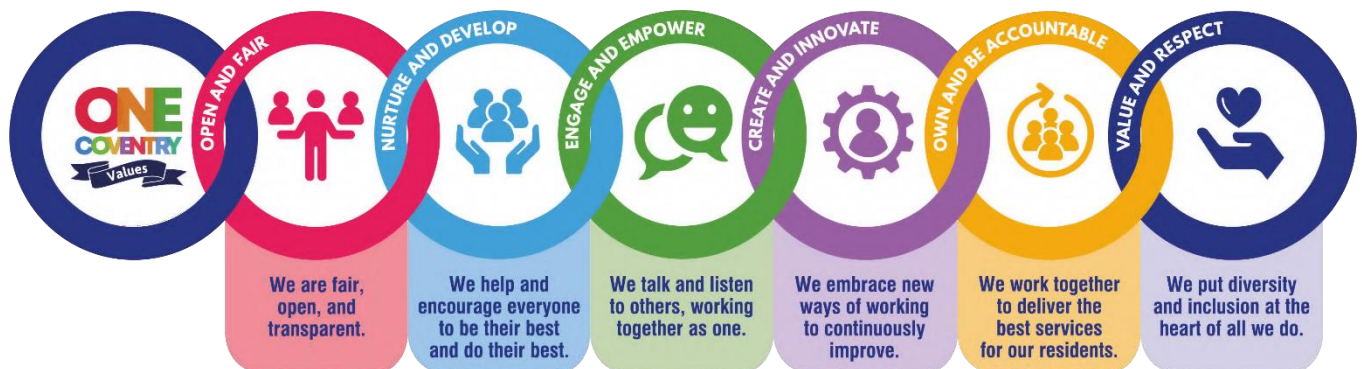 ONE
COVENTRY
Values
OPEN AND FAIR
We are fair,
open, and
transparent.
NURTURE AND DEVELOP
We help and
encourage everyone
to be their best
and do their best.
ENGAGE AND EMPOWER
We talk and listen
to others, working
together as one.
CREATE AND INNOVATE
We embrace new
ways of working
to continuously
improve.
OWN AND BE ACCOUNTABLE
We work together
to deliver the
best services
for our residents.
VALUE AND RESPECT
We put diversity
and inclusion at the
heart of all we do.